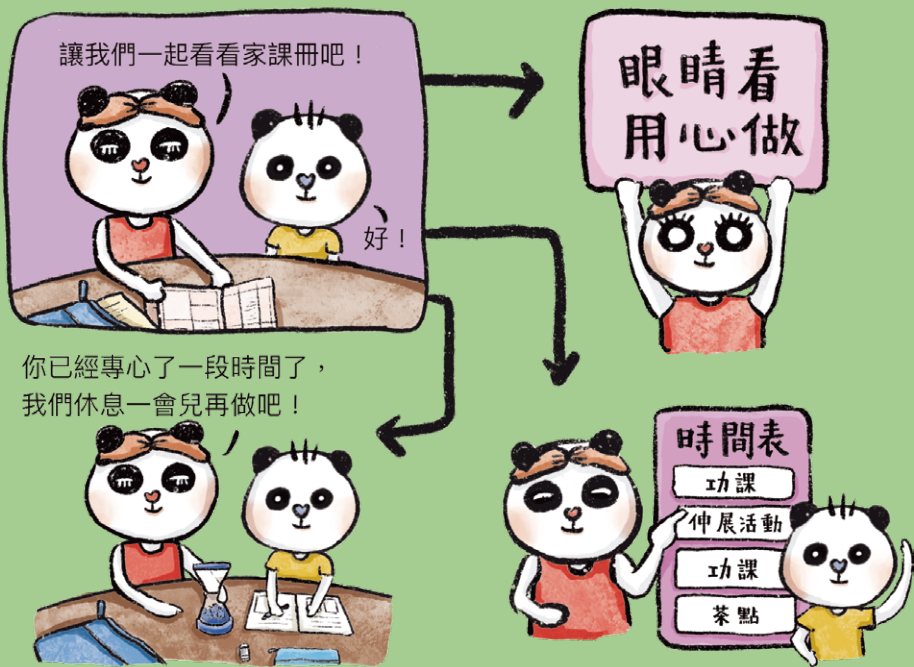 讓我們一起看看家課冊吧！
好！
眼睛看
用心做
你已經專心了一段時間了，
我們休息一會兒再做吧！
時間表
功課
伸展活動
功課
茶點